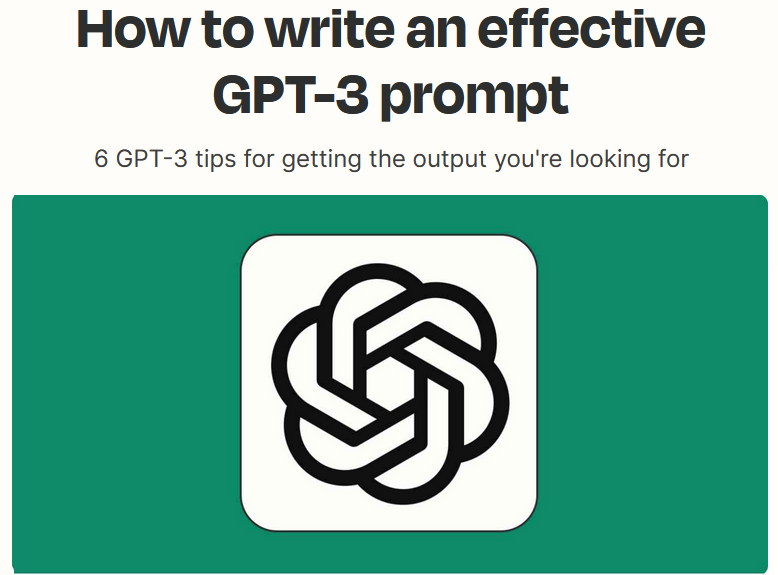 How to write an effective
GPT-3 prompt
6 GPT-3 tips for getting the output you're looking for